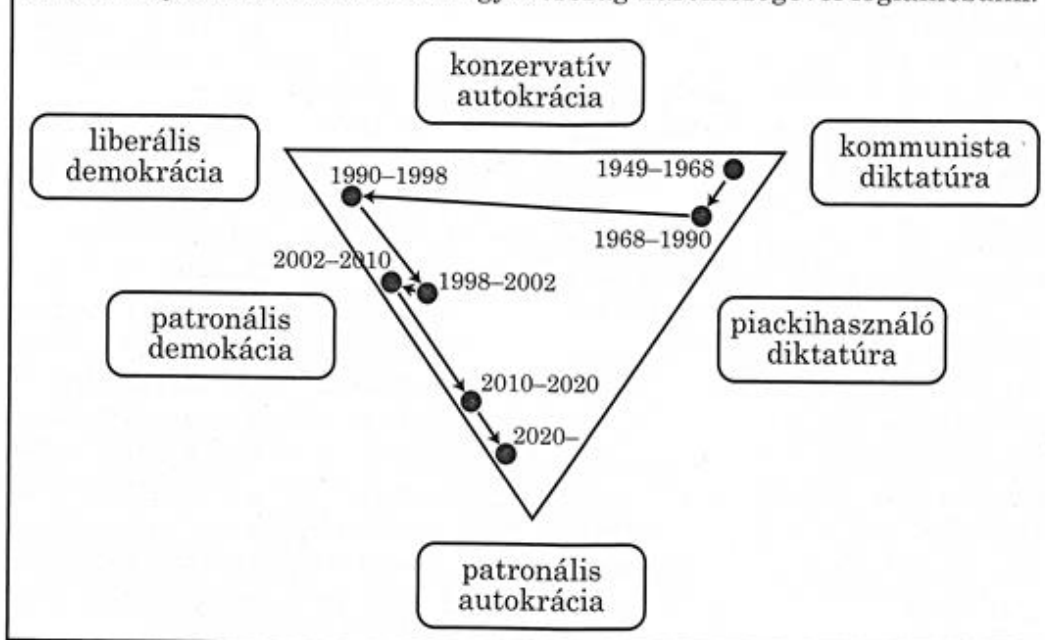 konzervatív
autokrácia
liberális
demokrácia
kommunista
diktatúra
1990–1998
1949–1968
1968–1990
2002–2010
1998–2002
patronális
demokácia
piackihasználó
diktatúra
2010–2020
2020–
patronális
autokrácia